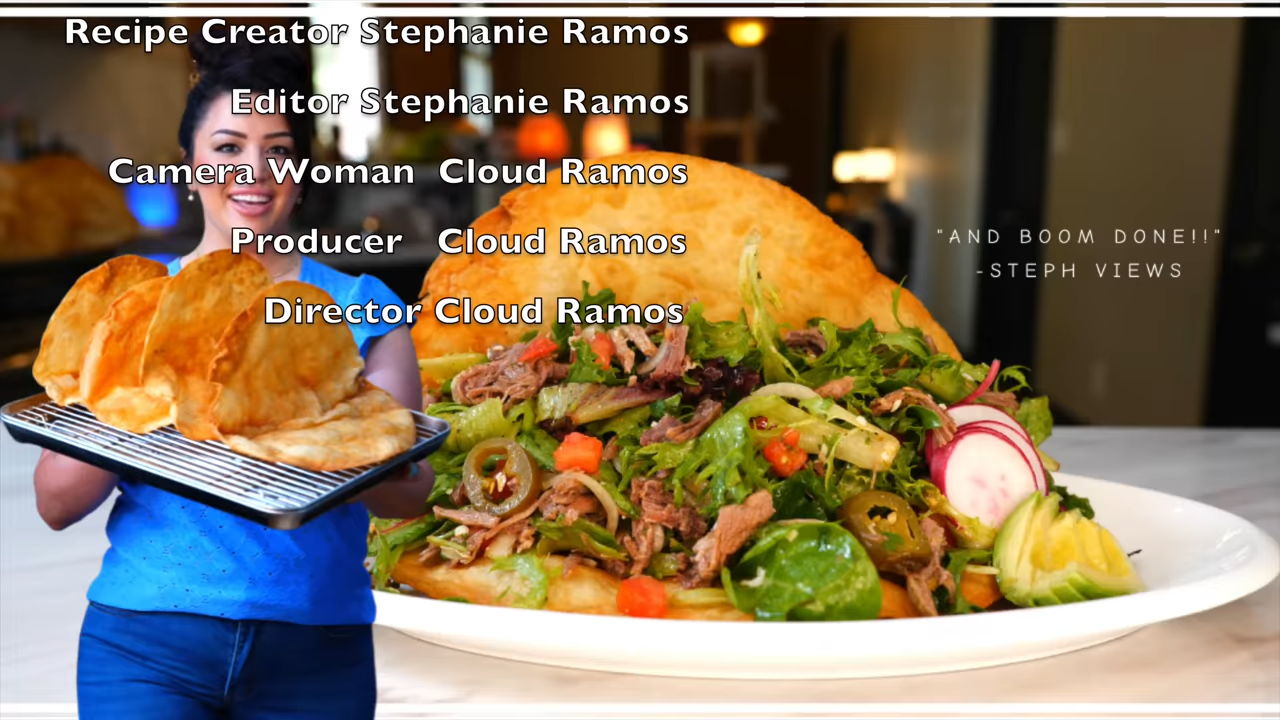 Recipe Creator Stephanie Ramos
Editor Stephanie Ramos
Camera Woman Cloud Ramos
Producer Cloud Ramos
Director Cloud Ramos
"AND BOOM DONE!!"
-STEPH VIEWS